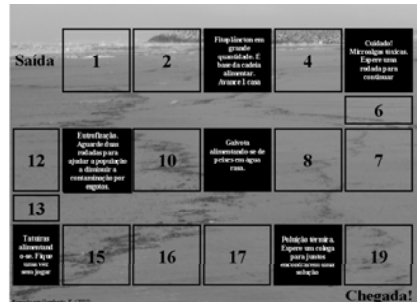 Saída
1
2
Fitoplâncton em
grande
quantidade. É
base da cadeia
alimentar.
Avance 1 casa
4
Cuidado!
Microalgas tóxicas.
Espere uma
rodada para
continuar
6
12
Eutrofização.
Aguarde duas
rodadas para
ajudar a população
a diminuir a
contaminação por
esgotos.
10
Gaivota
alimentando-se de
peixes em água
rasa.
8
7
13
Tatuiras
alimentand
o-se. Fique
uma vez
sem jogar
15
16
17
Poluição térmica.
Espere um colega
para juntos
encontrarem uma
solução
19
Chegada!